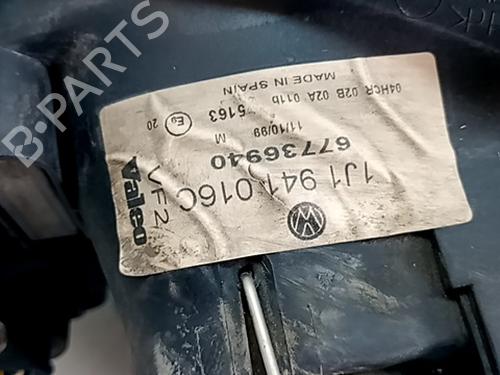 1J1 941 016C
67736940
11/10/99 M
5163
E9 20
04HCR 02B 02A 011b
MADE IN SPAIN
VF2
Valeo
B-PARTS